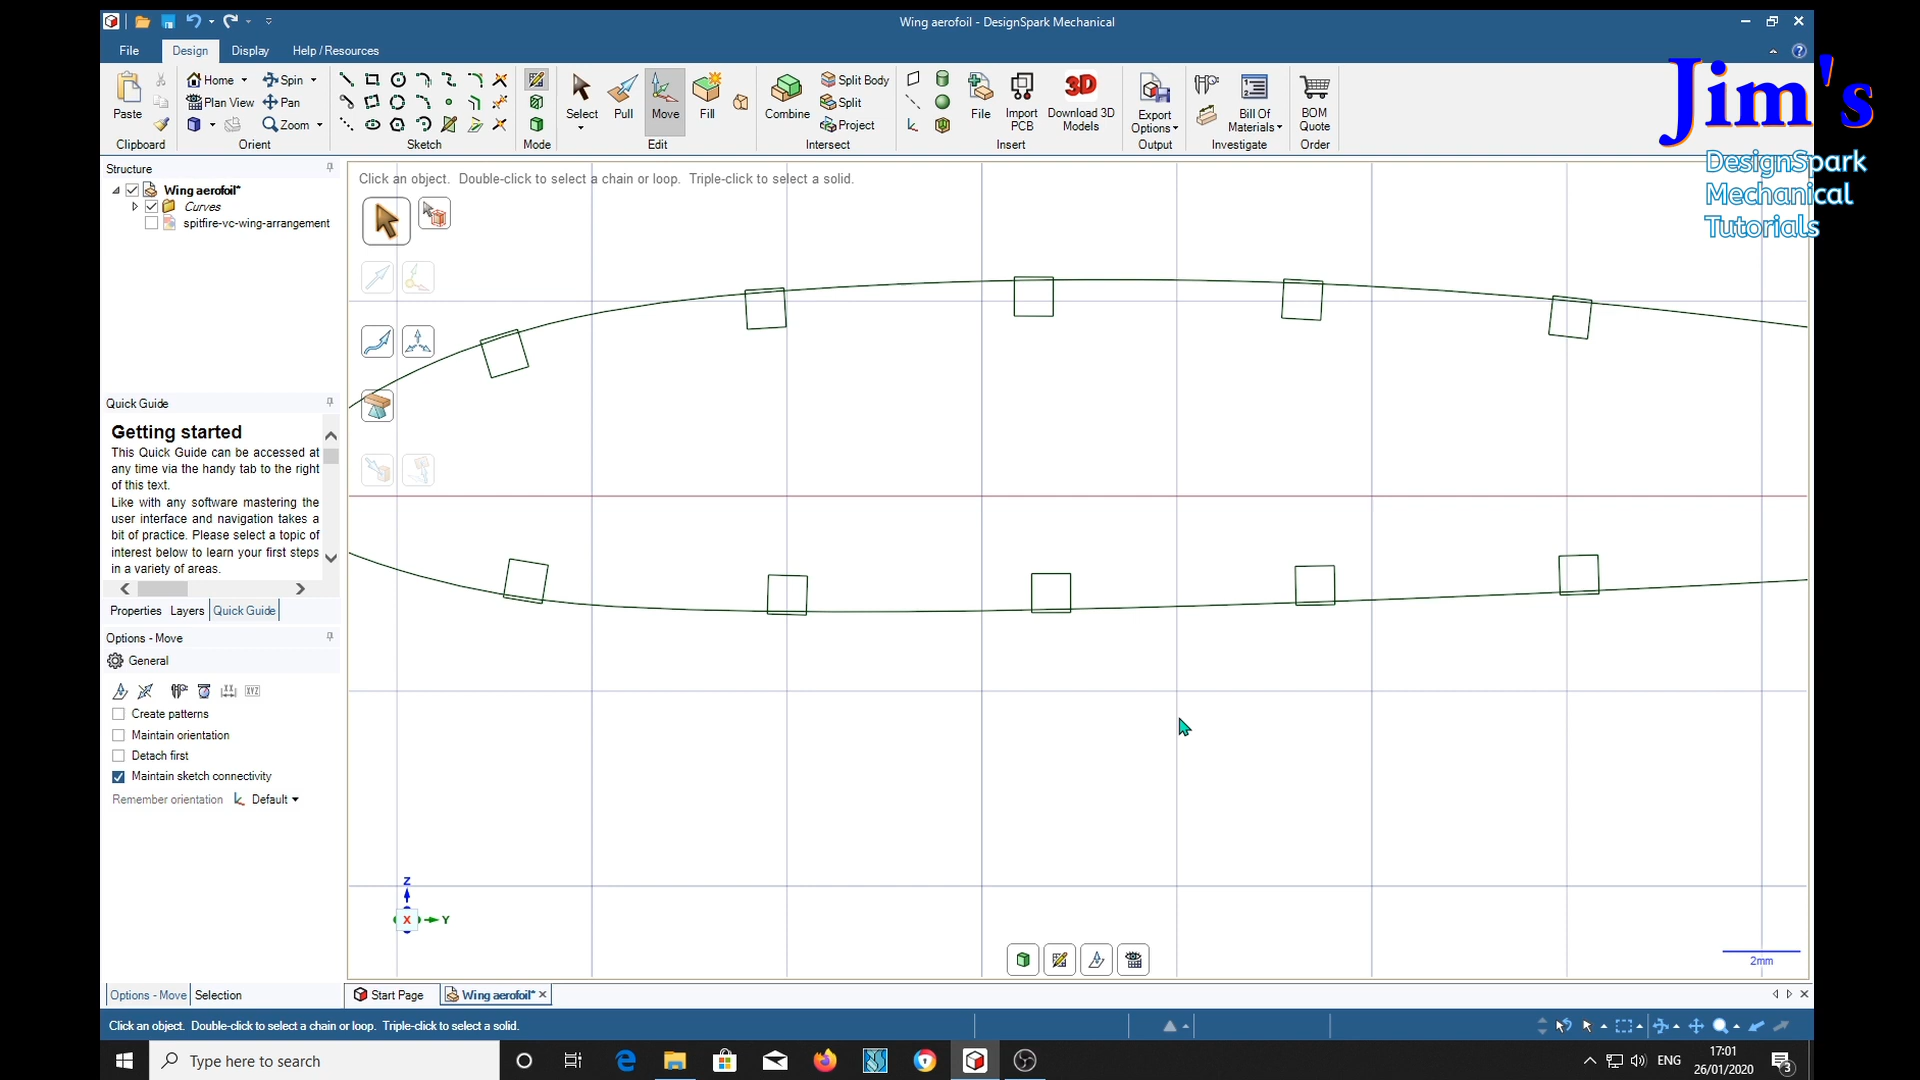 Wing aerofoil - DesignSpark Mechanical
File Design Display Help / Resources
Jim's
DesignSpark
Mechanical
Tutorials
Paste
Clipboard
Home Spin
Plan View Pan
Zoom
Orient
Sketch
Mode
Select Pull Move Fill
Edit
Combine
Split Body
Split
Project
Intersect
File
Import
PCB
Download 3D
Models
Insert
3D
Export
Options
Output
Bill Of
Materials
Investigate
BOM
Quote
Order
Structure
Wing aerofoil*
Curves
spitfire-vc-wing-arrangement
Click an object. Double-click to select a chain or loop. Triple-click to select a solid.
Quick Guide
Getting started
This Quick Guide can be accessed at
any time via the handy tab to the right
of this text.
Like with any software mastering the
user interface and navigation takes a
bit of practice. Please select a topic of
interest below to learn your first steps
in a variety of areas.
Properties Layers Quick Guide
Options - Move
General
XYZ
Create patterns
Maintain orientation
Detach first
Maintain sketch connectivity
Remember orientation Default
Z
X Y
2mm
Options - Move Selection
Start Page Wing aerofoil*
Click an object. Double-click to select a chain or loop. Triple-click to select a solid.
Type here to search
ENG
17:01
26/01/2020
3